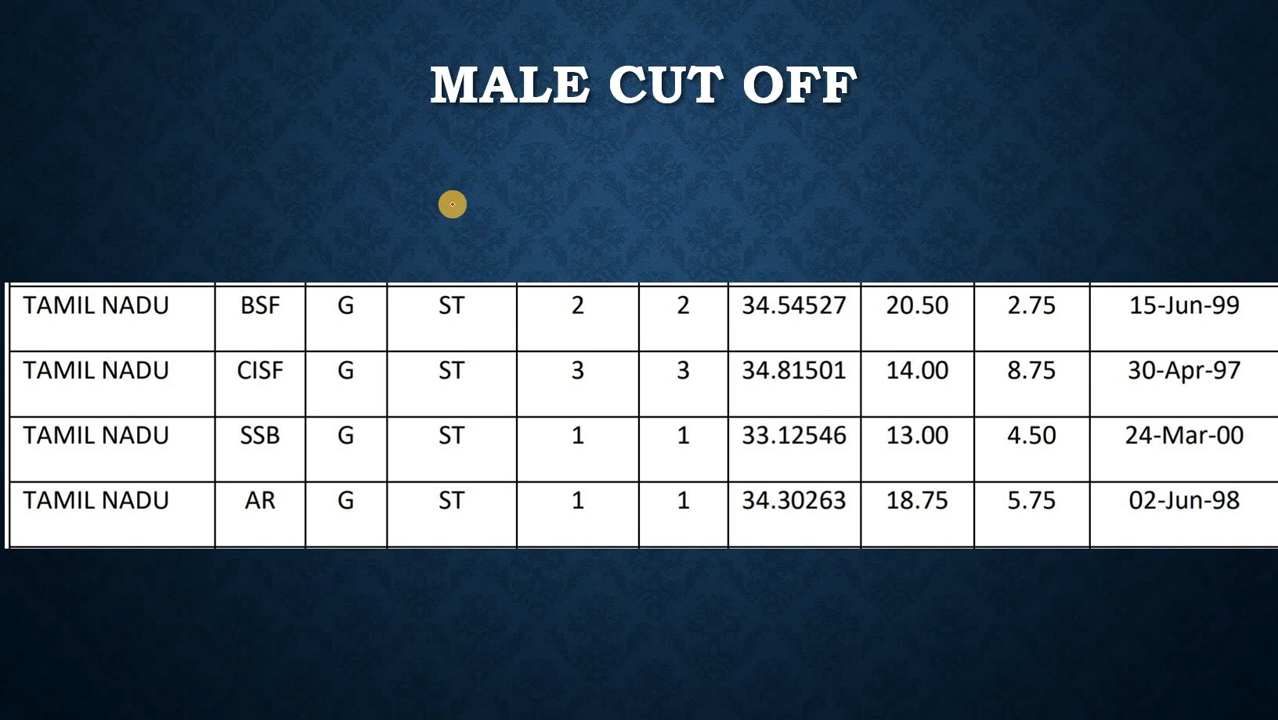 MALE CUT OFF
TAMIL NADU BSF G ST 2 2 34.54527 20.50 2.75 15-Jun-99
TAMIL NADU CISF G ST 3 3 34.81501 14.00 8.75 30-Apr-97
TAMIL NADU SSB G ST 1 1 33.12546 13.00 4.50 24-Mar-00
TAMIL NADU AR G ST 1 1 34.30263 18.75 5.75 02-Jun-98